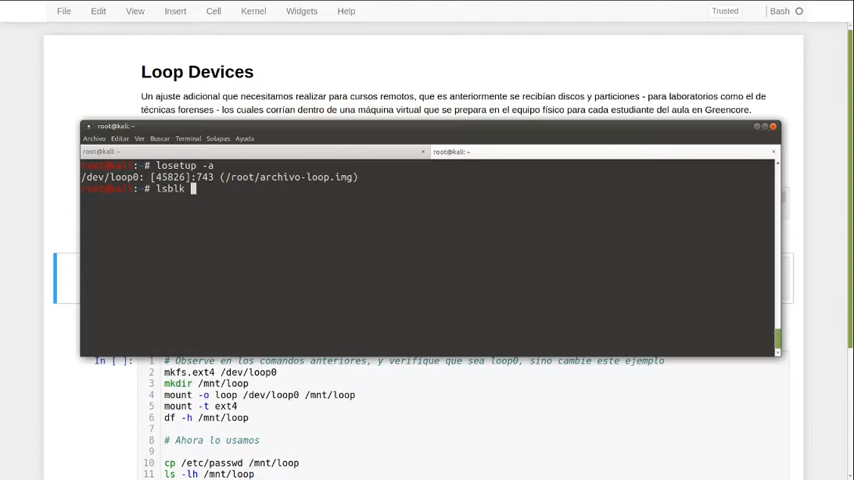 File Edit View Insert Cell Kernel Widgets Help Trusted Bash
Loop Devices
Un ajuste adicional que necesitamos realizar para cursos remotos, que es anteriormente se recibían discos y particiones - para laboratorios como el de
técnicas forenses - los cuales corrían dentro de una máquina virtual que se prepara en el equipo físico para cada estudiante del aula en Greencore.
root@kali: ~
Archivo Editar Ver Buscar Terminal Solapas Ayuda
root@kali: ~ × root@kali: ~ ×
root@kali:~# losetup -a
/dev/loop0: [45826]:743 (/root/archivo-loop.img)
root@kali:~# lsblk
In [ ]: 1 # Observe en los comandos anteriores, y verifique que sea loop0, sino cambie este ejemplo
2 mkfs.ext4 /dev/loop0
3 mkdir /mnt/loop
4 mount -o loop /dev/loop0 /mnt/loop
5 mount -t ext4
6 df -h /mnt/loop
7
8 # Ahora lo usamos
9
10 cp /etc/passwd /mnt/loop
11 ls -lh /mnt/loop